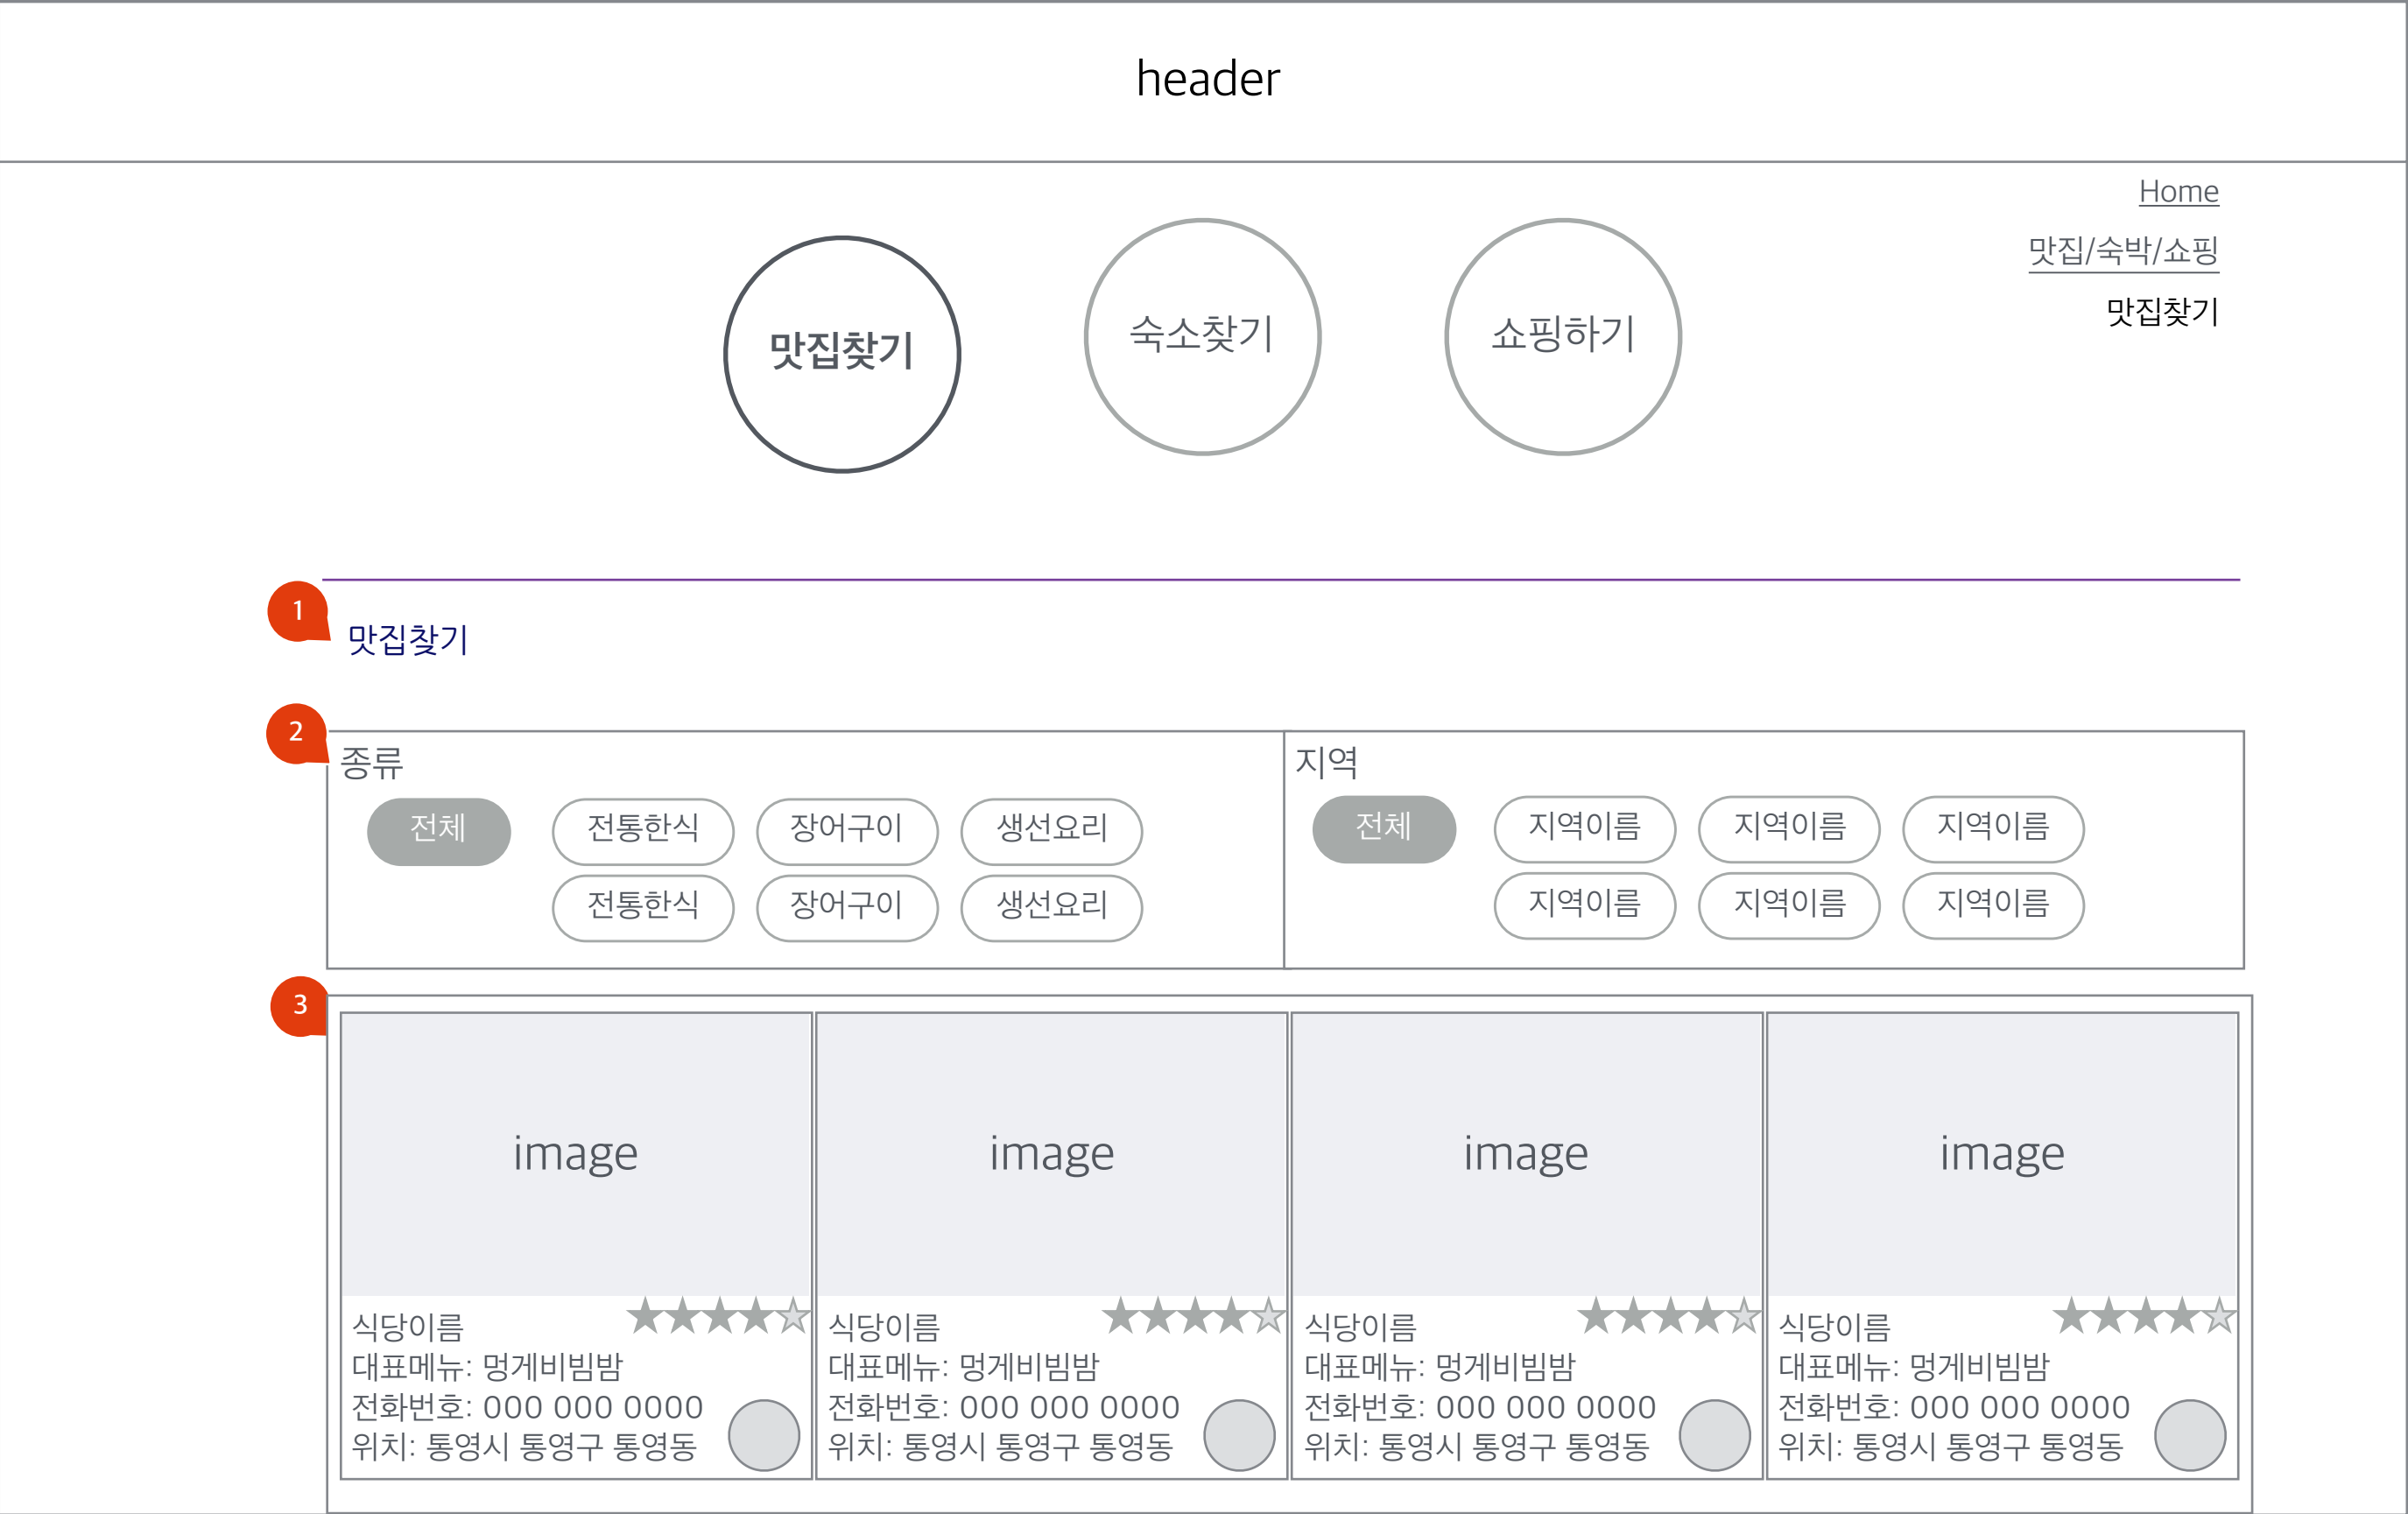 header
Home
맛집/숙박/쇼핑
맛집찾기
맛집찾기
숙소찾기
쇼핑하기
1
맛집찾기
2
종류
전체
전통한식
장어구이
생선요리
전통한식
장어구이
생선요리
지역
전체
지역이름
지역이름
지역이름
지역이름
지역이름
지역이름
3
image
식당이름
대표메뉴: 멍게비빔밤
전화번호: 000 000 0000
위치: 통영시 통영구 통영동
image
식당이름
대표메뉴: 멍게비빔밤
전화번호: 000 000 0000
위치: 통영시 통영구 통영동
image
식당이름
대표메뉴: 멍게비빔밤
전화번호: 000 000 0000
위치: 통영시 통영구 통영동
image
식당이름
대표메뉴: 멍게비빔밤
전화번호: 000 000 0000
위치: 통영시 통영구 통영동